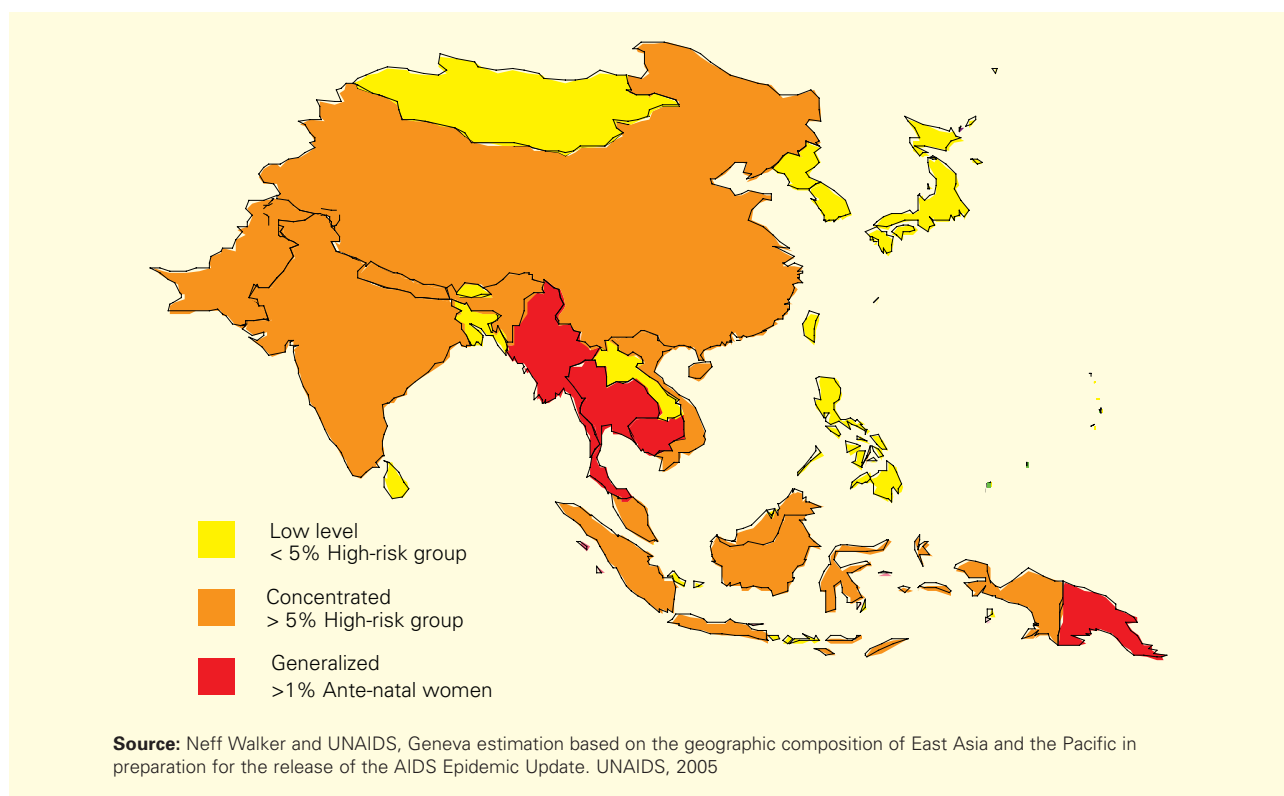 Low level
< 5% High-risk group
Concentrated
> 5% High-risk group
Generalized
>1% Ante-natal women
Source: Neff Walker and UNAIDS, Geneva estimation based on the geographic composition of East Asia and the Pacific in
preparation for the release of the AIDS Epidemic Update. UNAIDS, 2005